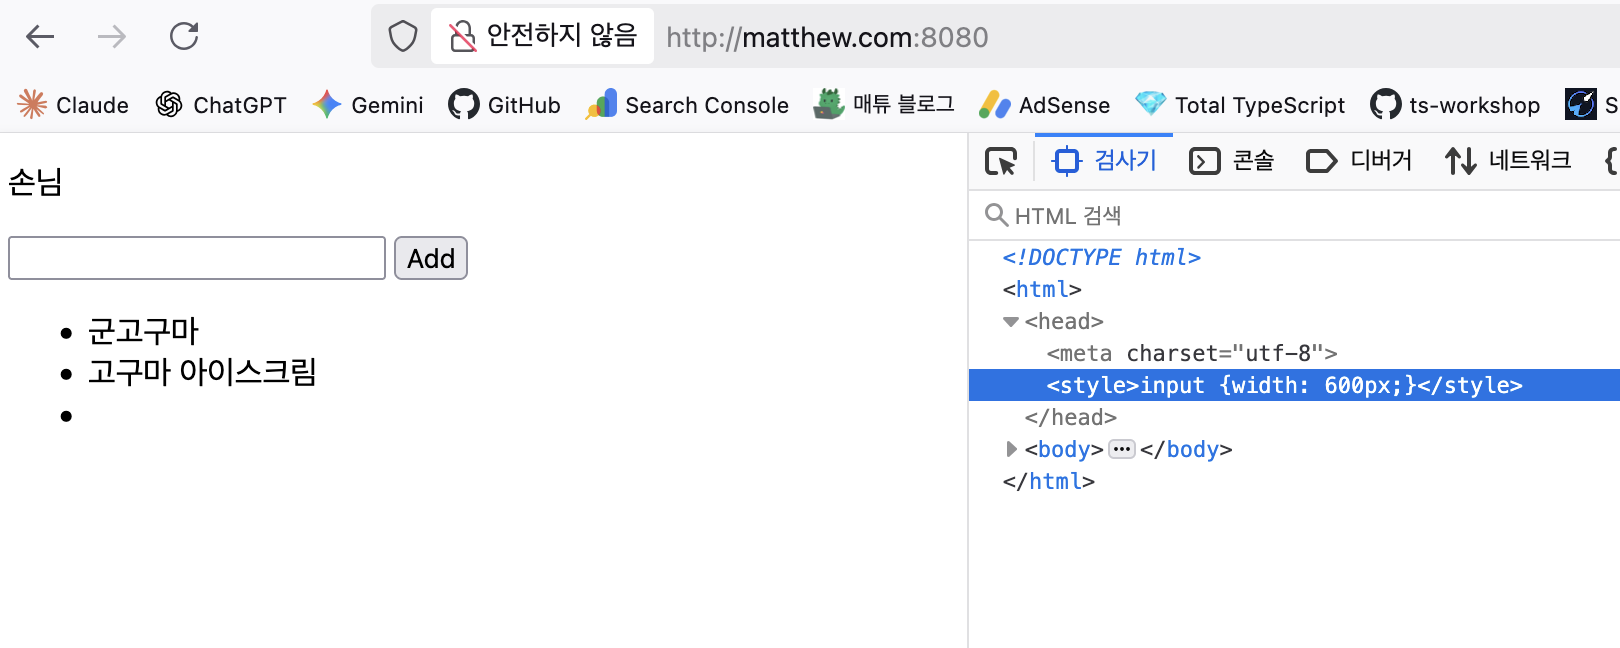 안전하지 않음 http://matthew.com:8080
Claude ChatGPT Gemini GitHub Search Console 매튜 블로그 AdSense Total TypeScript ts-workshop S
손님
Add
군고구마
고구마 아이스크림
검사기 콘솔 디버거 네트워크 {
HTML 검색
<!DOCTYPE html>
<html>
<head>
<meta charset="utf-8">
<style>input {width: 600px;}</style>
</head>
<body>•••</body>
</html>